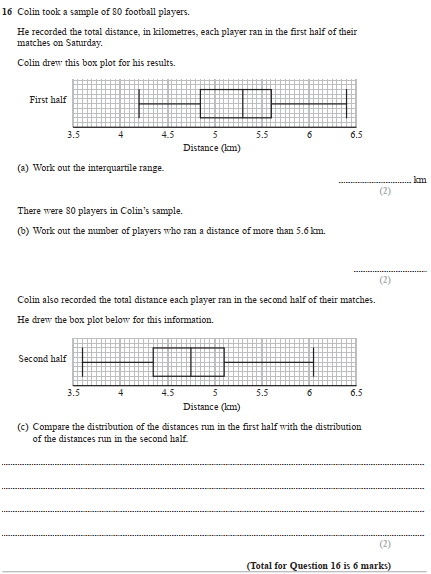 16 Colin took a sample of 80 football players.
He recorded the total distance, in kilometres, each player ran in the first half of their
matches on Saturday.
Colin drew this box plot for his results.
First half
3.5 4 4.5 5 5.5 6 6.5
Distance (km)
(a) Work out the interquartile range.
km
(2)
There were 80 players in Colin's sample.
(b) Work out the number of players who ran a distance of more than 5.6 km.
(2)
Colin also recorded the total distance each player ran in the second half of their matches.
He drew the box plot below for this information.
Second half
3.5 4 4.5 5 5.5 6 6.5
Distance (km)
(c) Compare the distribution of the distances run in the first half with the distribution
of the distances run in the second half.
(2)
(Total for Question 16 is 6 marks)